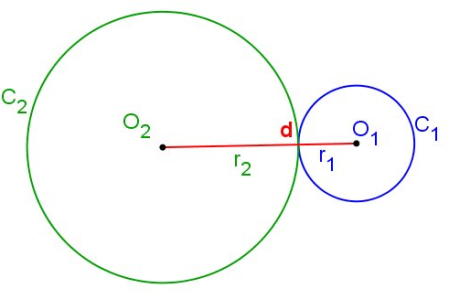 C₂
O₂
d
O₁
C₁
r₂
r₁